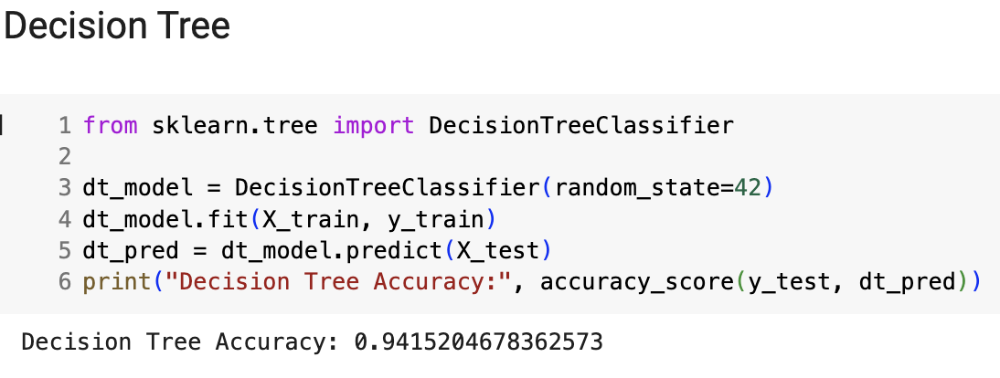 Decision Tree
1 from sklearn.tree import DecisionTreeClassifier
2
3 dt_model = DecisionTreeClassifier(random_state=42)
4 dt_model.fit(X_train, y_train)
5 dt_pred = dt_model.predict(X_test)
6 print("Decision Tree Accuracy:", accuracy_score(y_test, dt_pred))
Decision Tree Accuracy: 0.9415204678362573